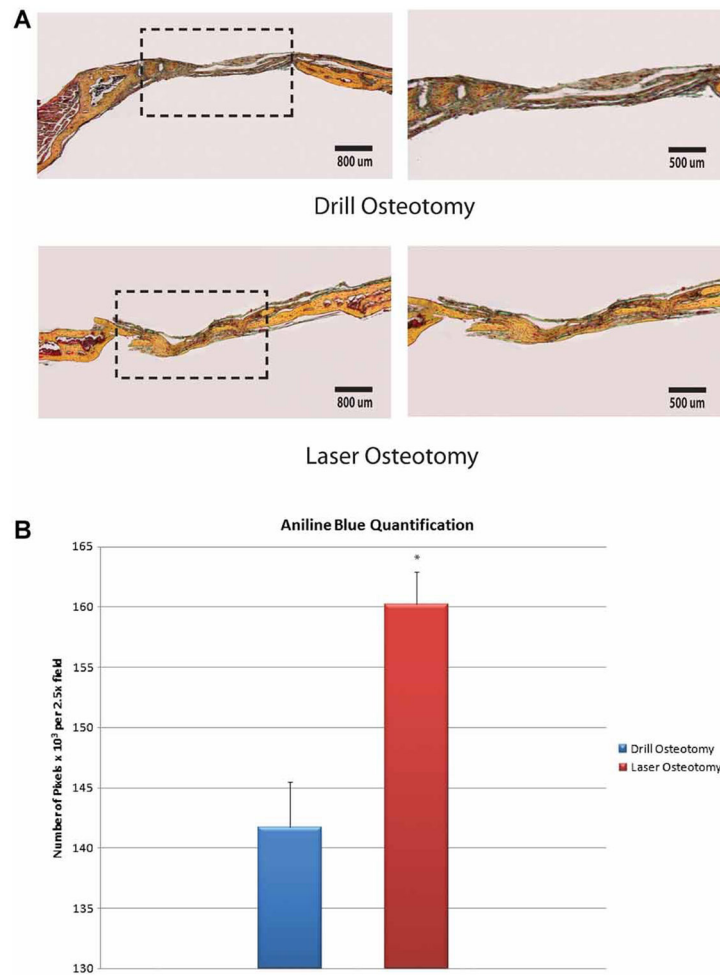 A
800 um
500 um
Drill Osteotomy
800 um
500 um
Laser Osteotomy
B
Aniline Blue Quantification
Number of Pixels x 10³ per 2.5x field
165
160
155
150
145
140
135
130
*
Drill Osteotomy
Laser Osteotomy